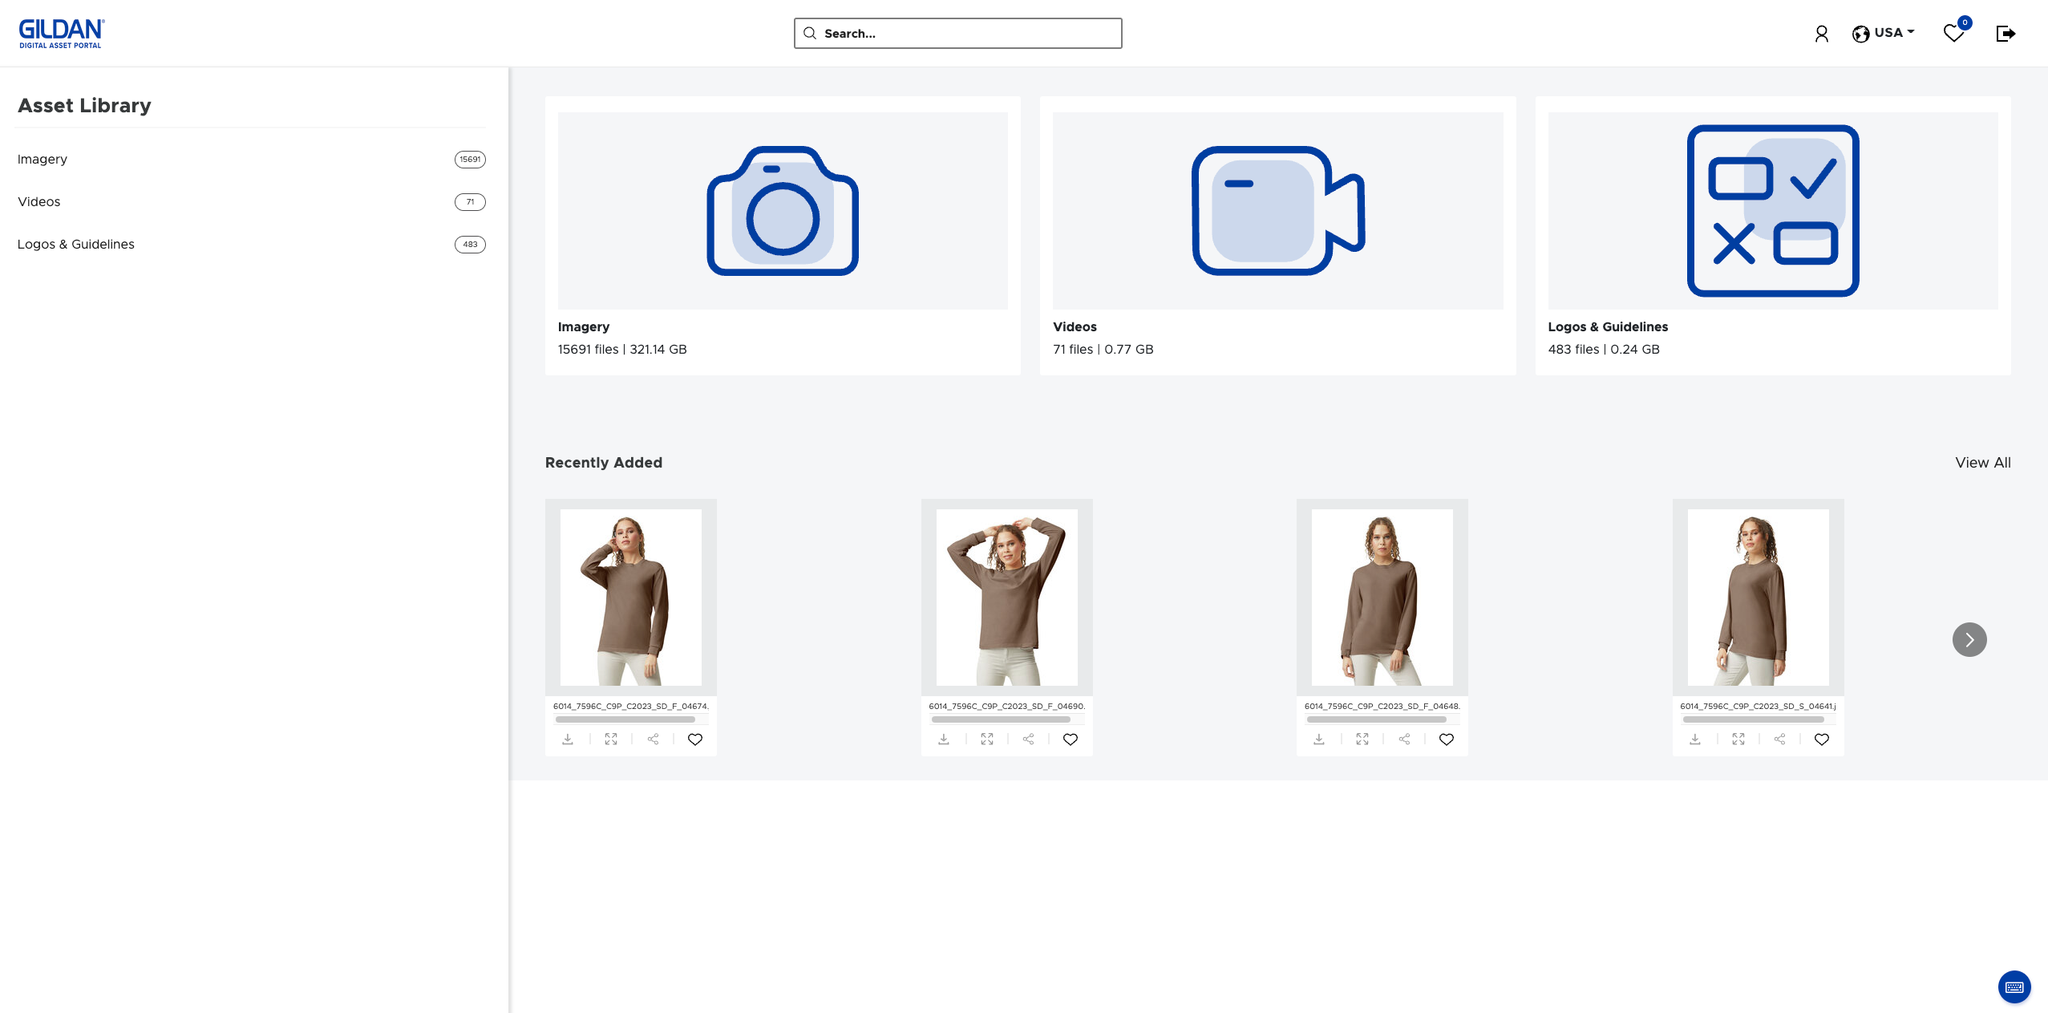 GILDAN®
DIGITAL ASSET PORTAL
Search...
USA
0
Asset Library
Imagery
15691
Videos
71
Logos & Guidelines
483
Imagery
15691 files | 321.14 GB
Videos
71 files | 0.77 GB
Logos & Guidelines
483 files | 0.24 GB
Recently Added
View All
6014_7596C_C9P_C2023_SD_F_04674.
6014_7596C_C9P_C2023_SD_F_04690.
6014_7596C_C9P_C2023_SD_F_04648.
6014_7596C_C9P_C2023_SD_S_04641.j